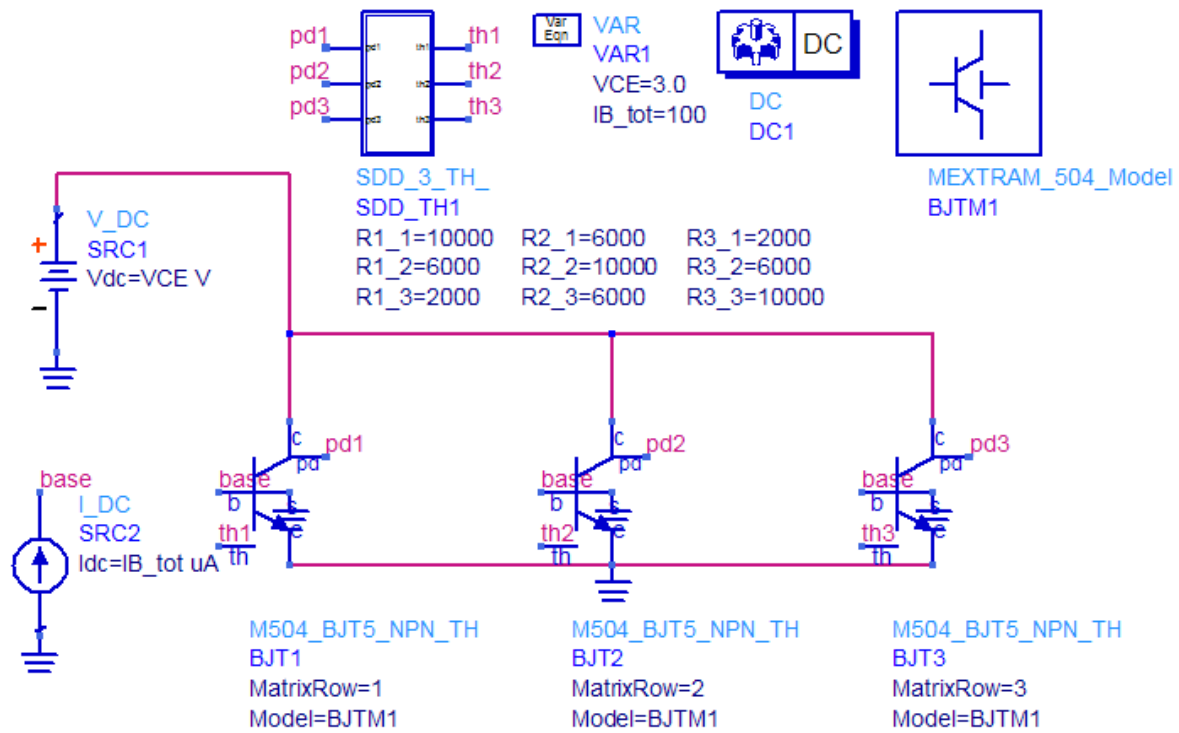 pd1
pd2
pd3
pd1
pd2
pd3
th1
th2
th3
th1
th2
th3
SDD_3_TH_
SDD_TH1
R1_1=10000 R2_1=6000 R3_1=2000
R1_2=6000 R2_2=10000 R3_2=6000
R1_3=2000 R2_3=6000 R3_3=10000
Var
Eqn
VAR
VAR1
VCE=3.0
IB_tot=100
DC
DC
DC1
MEXTRAM_504_Model
BJTM1
+
V_DC
SRC1
Vdc=VCE V
–
base
I_DC
SRC2
Idc=IB_tot uA
c
pd1
pd
base
b
s
e
th1
th
M504_BJT5_NPN_TH
BJT1
MatrixRow=1
Model=BJTM1
c
pd2
pd
base
b
s
e
th2
th
M504_BJT5_NPN_TH
BJT2
MatrixRow=2
Model=BJTM1
c
pd3
pd
base
b
s
e
th3
th
M504_BJT5_NPN_TH
BJT3
MatrixRow=3
Model=BJTM1